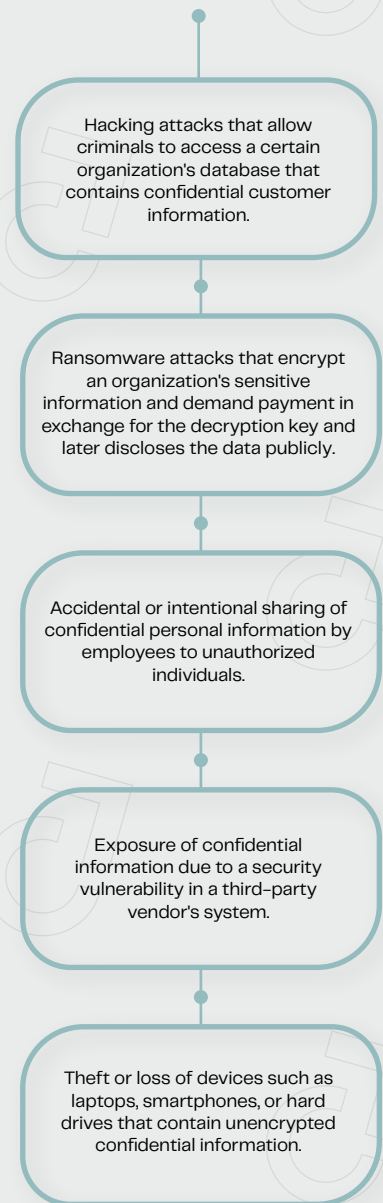 Hacking attacks that allow
criminals to access a certain
organization's database that
contains confidential customer
information.
Ransomware attacks that encrypt
an organization's sensitive
information and demand payment in
exchange for the decryption key and
later discloses the data publicly.
Accidental or intentional sharing of
confidential personal information by
employees to unauthorized
individuals.
Exposure of confidential
information due to a security
vulnerability in a third-party
vendor's system.
Theft or loss of devices such as
laptops, smartphones, or hard
drives that contain unencrypted
confidential information.